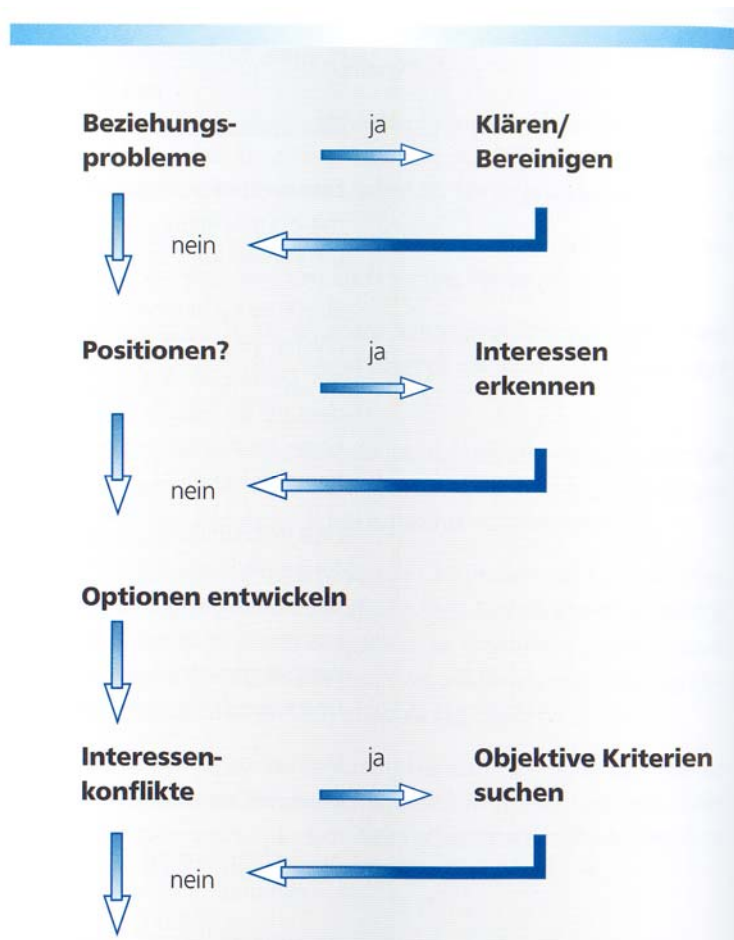 Beziehungs- ja Klären/
probleme Bereinigen
nein
Positionen? ja Interessen
erkennen
nein
Optionen entwickeln
Interessen- ja Objektive Kriterien
konflikte suchen
nein